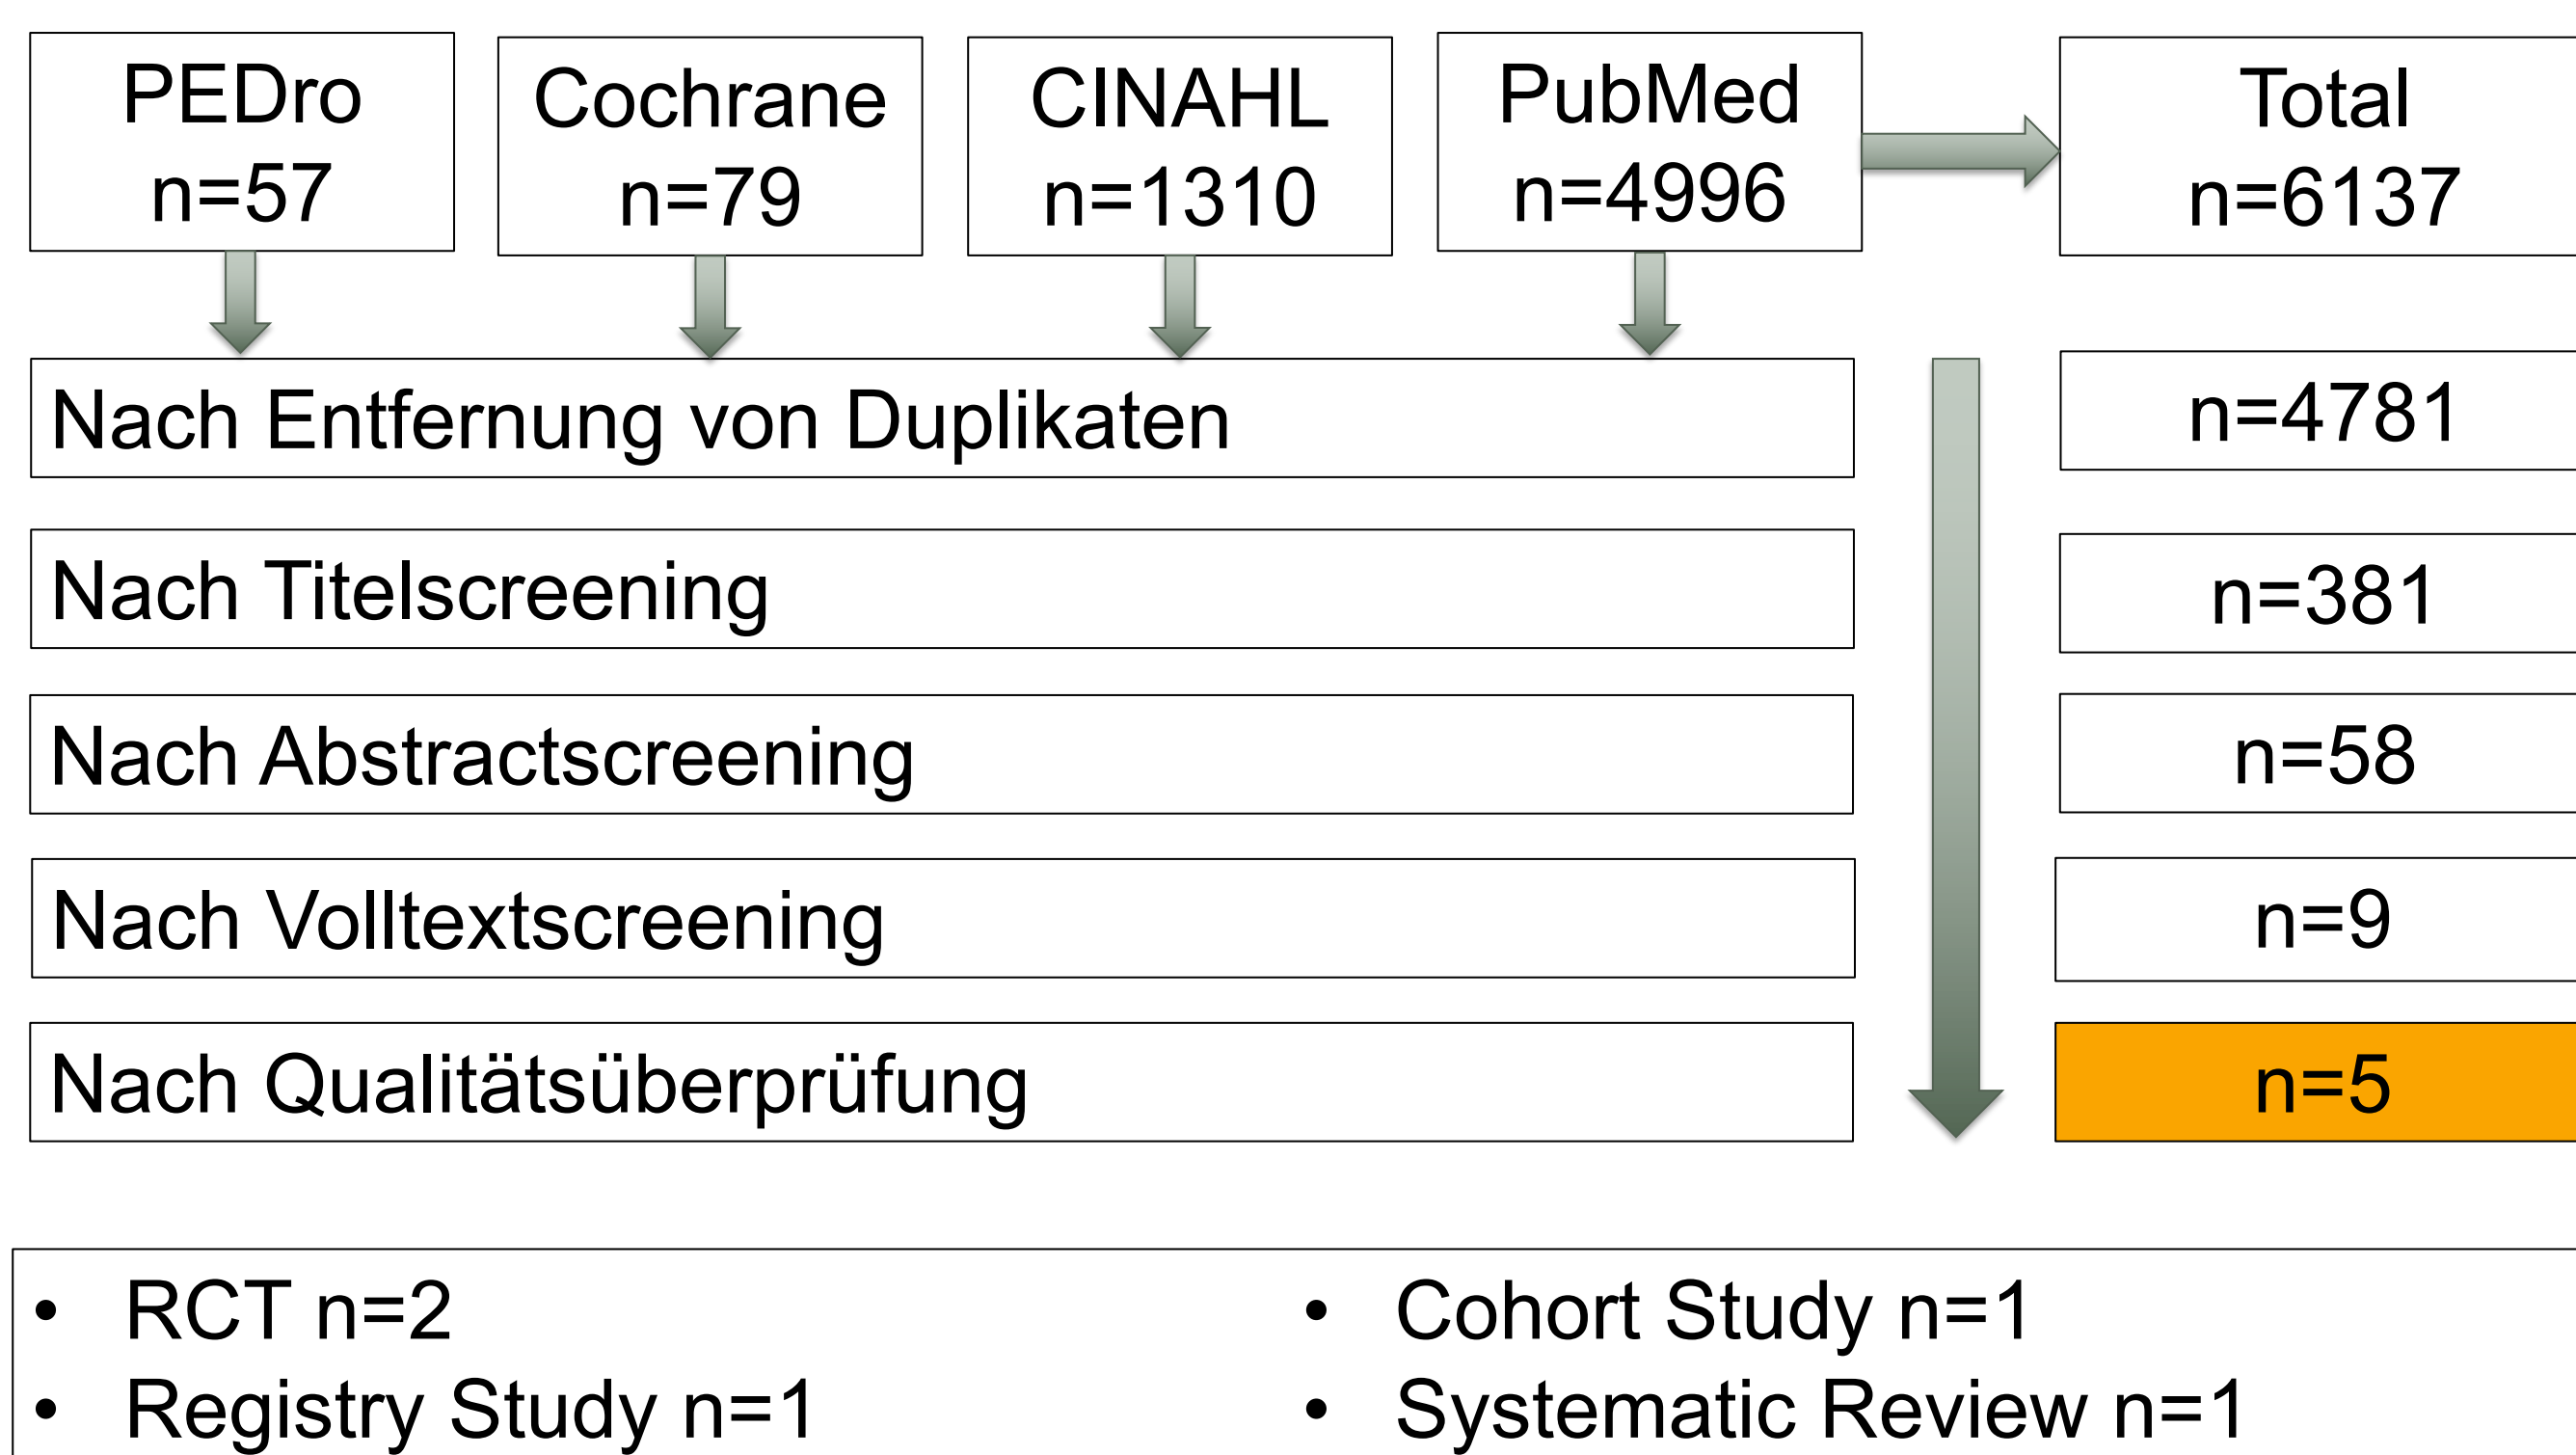 PEDro
n=57
Cochrane
n=79
CINAHL
n=1310
PubMed
n=4996
Total
n=6137
Nach Entfernung von Duplikaten
n=4781
Nach Titelscreening
n=381
Nach Abstractscreening
n=58
Nach Volltextscreening
n=9
Nach Qualitätsüberprüfung
n=5
• RCT n=2
• Registry Study n=1
• Cohort Study n=1
• Systematic Review n=1